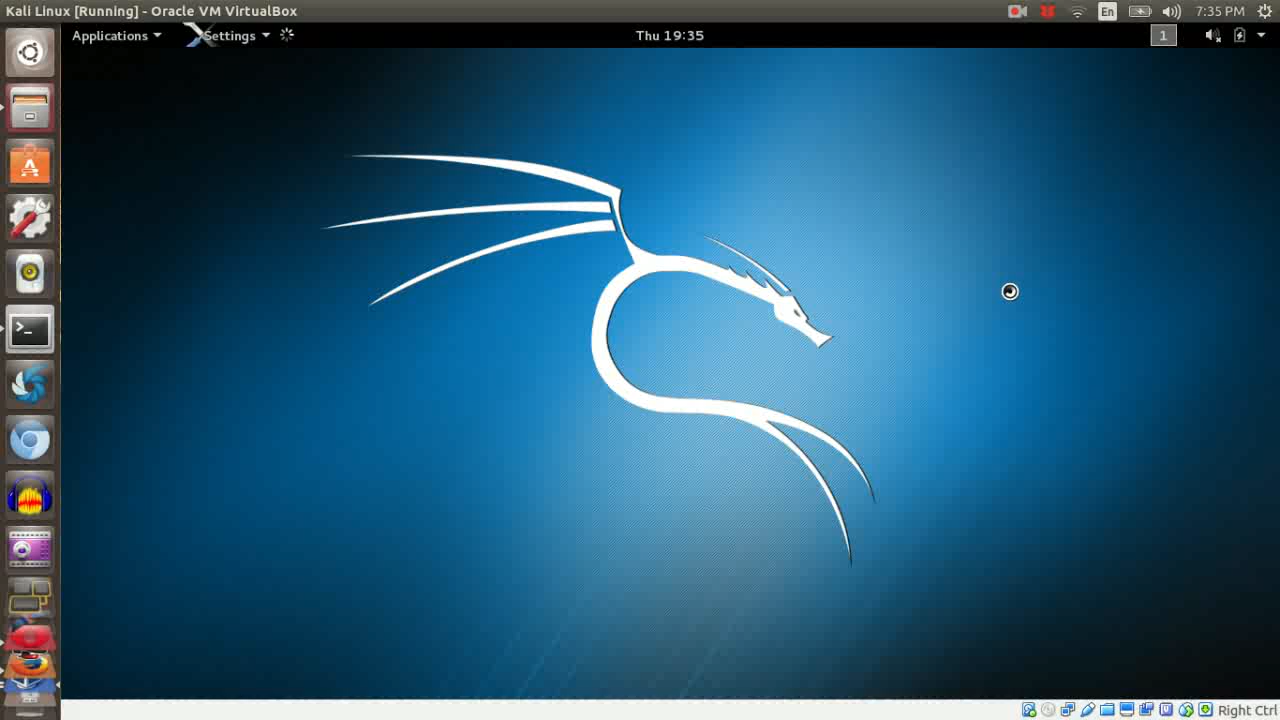 Kali Linux [Running] - Oracle VM VirtualBox
En
7:35 PM
Applications
Settings
Thu 19:35
1
Right Ctrl